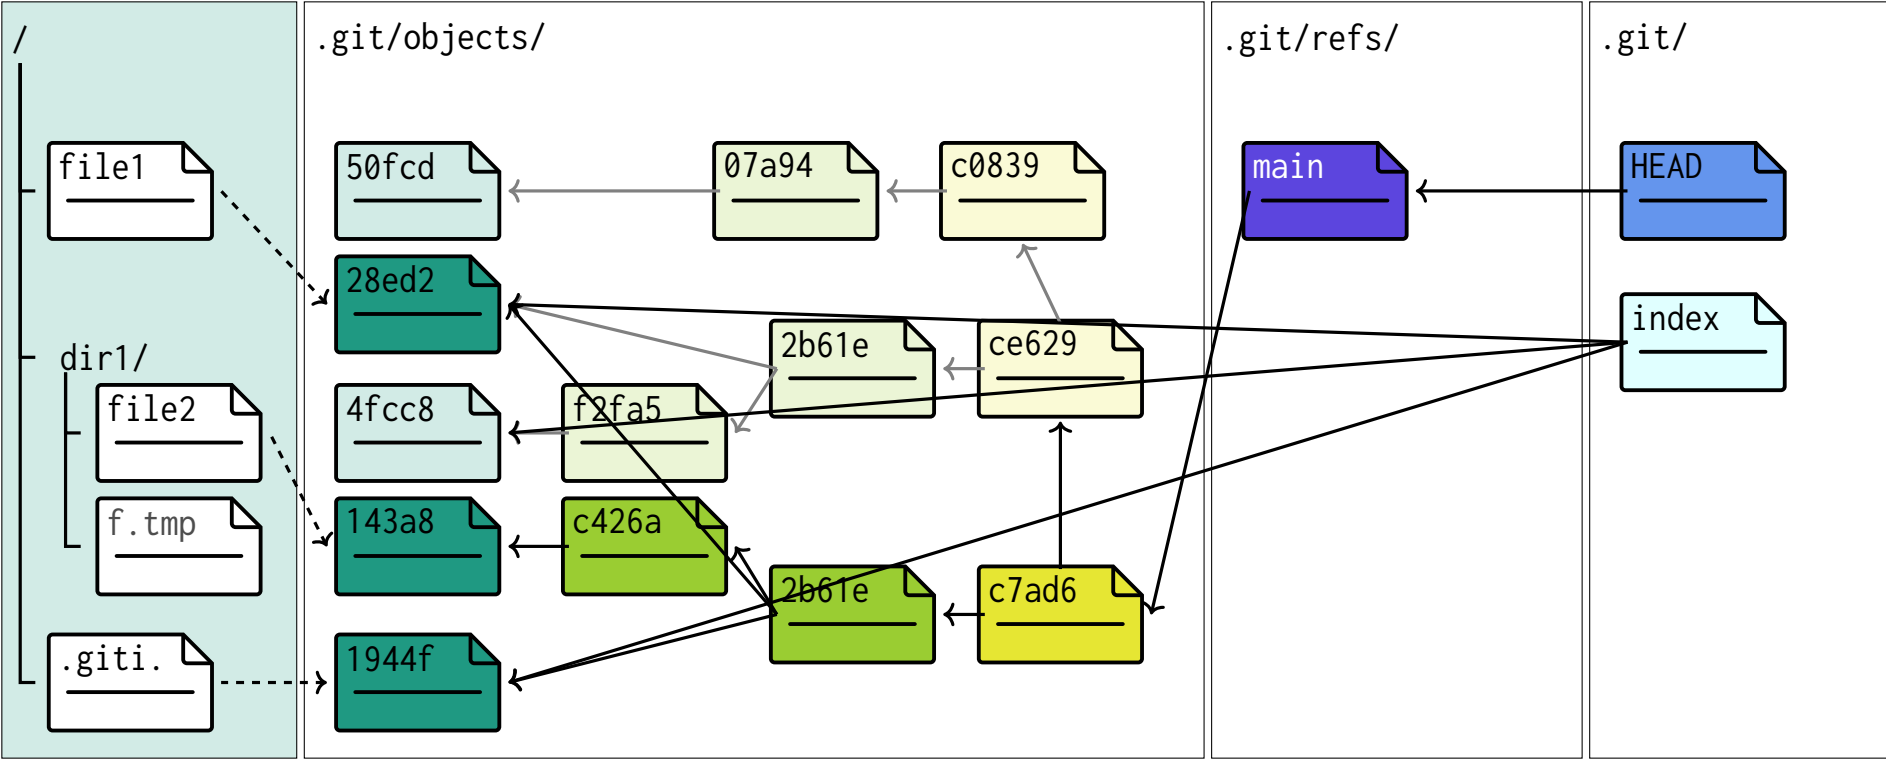 /
file1
dir1/
file2
f.tmp
.giti.
.git/objects/
50fcd
07a94
c0839
28ed2
2b61e
ce629
4fcc8
f2fa5
143a8
c426a
2b61e
c7ad6
1944f
.git/refs/
main
.git/
HEAD
index